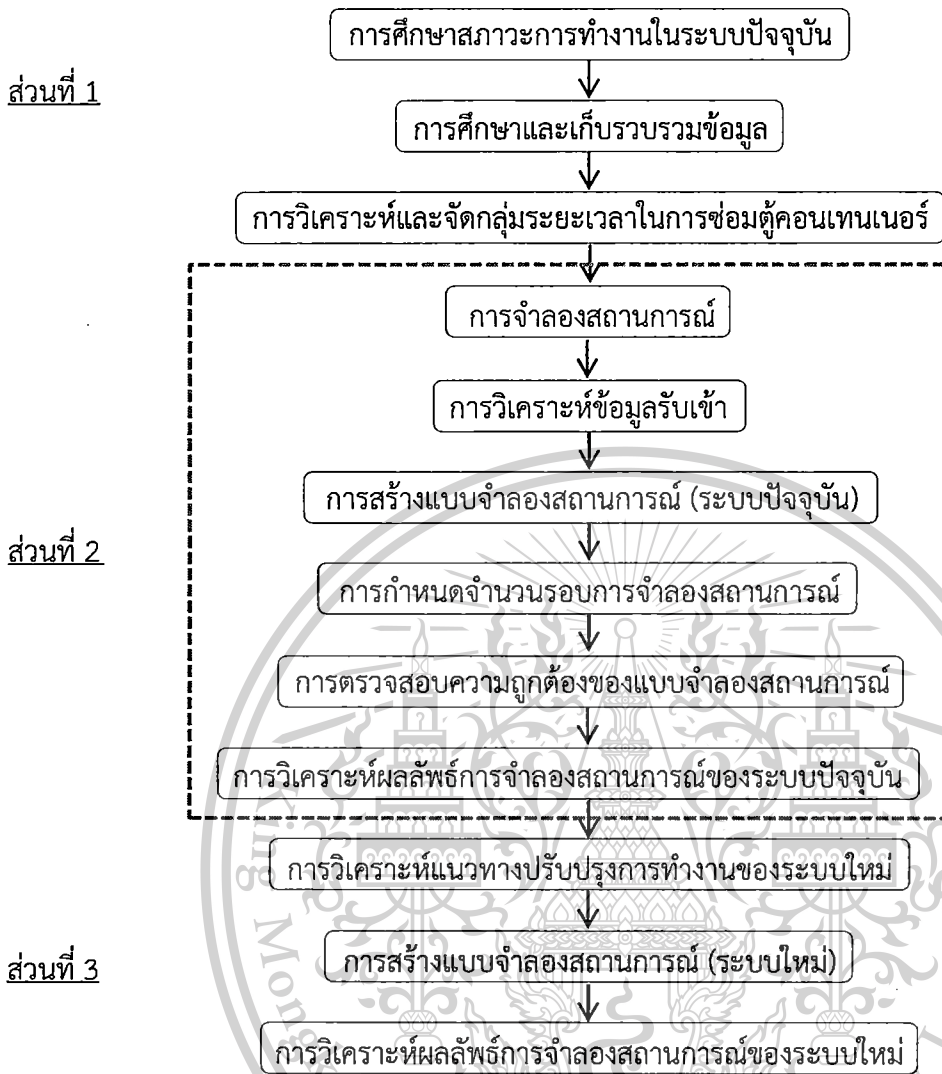 การศึกษาสภาวะการทำงานในระบบปัจจุบัน
ส่วนที่ 1
การศึกษาและเก็บรวบรวมข้อมูล
การวิเคราะห์และจัดกลุ่มระยะเวลาในการซ่อมตู้คอนเทนเนอร์
การจำลองสถานการณ์
การวิเคราะห์ข้อมูลรับเข้า
การสร้างแบบจำลองสถานการณ์ (ระบบปัจจุบัน)
ส่วนที่ 2
การกำหนดจำนวนรอบการจำลองสถานการณ์
การตรวจสอบความถูกต้องของแบบจำลองสถานการณ์
การวิเคราะห์ผลลัพธ์การจำลองสถานการณ์ของระบบปัจจุบัน
การวิเคราะห์แนวทางปรับปรุงการทำงานของระบบใหม่
ส่วนที่ 3
การสร้างแบบจำลองสถานการณ์ (ระบบใหม่)
การวิเคราะห์ผลลัพธ์การจำลองสถานการณ์ของระบบใหม่
King Mong